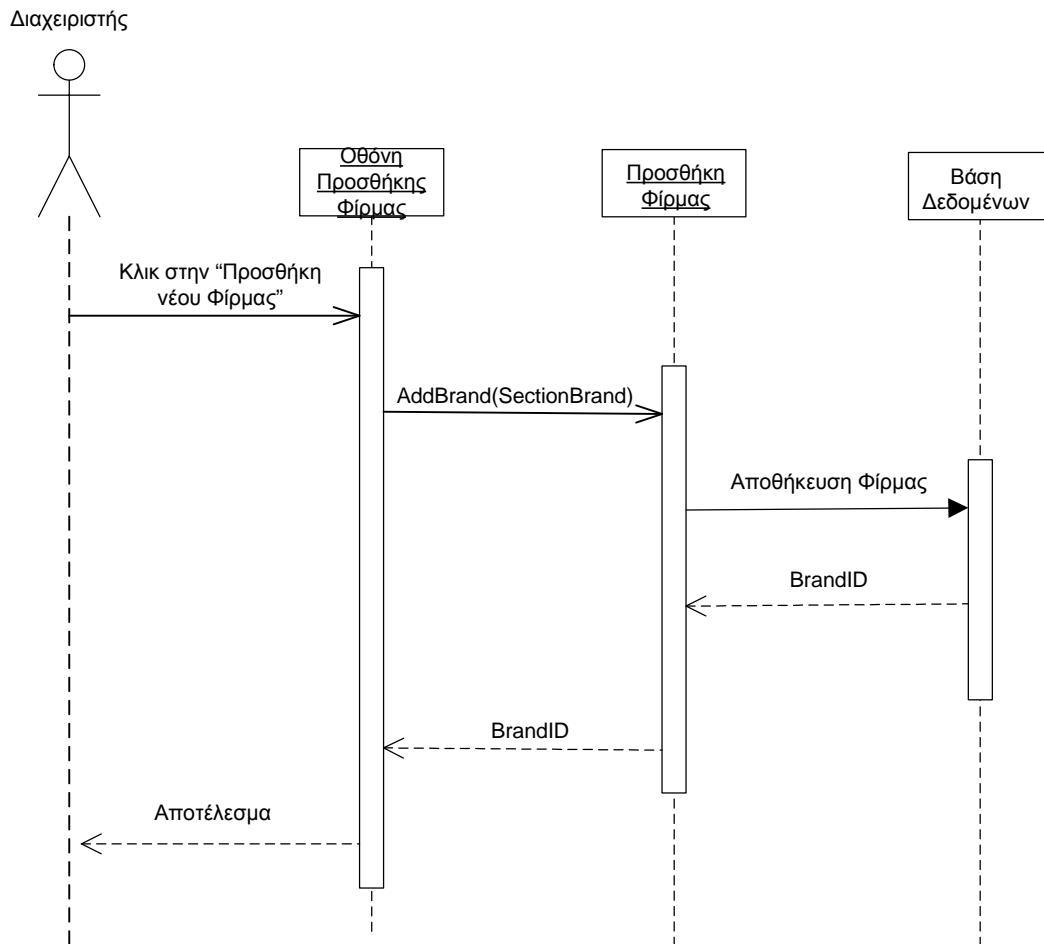 Διαχειριστής
Οθόνη
Προσθήκης
Φίρμας
Προσθήκη
Φίρμας
Βάση
Δεδομένων
Κλικ στην “Προσθήκη
νέου Φίρμας”
AddBrand(SectionBrand)
Αποθήκευση Φίρμας
BrandID
BrandID
Αποτέλεσμα